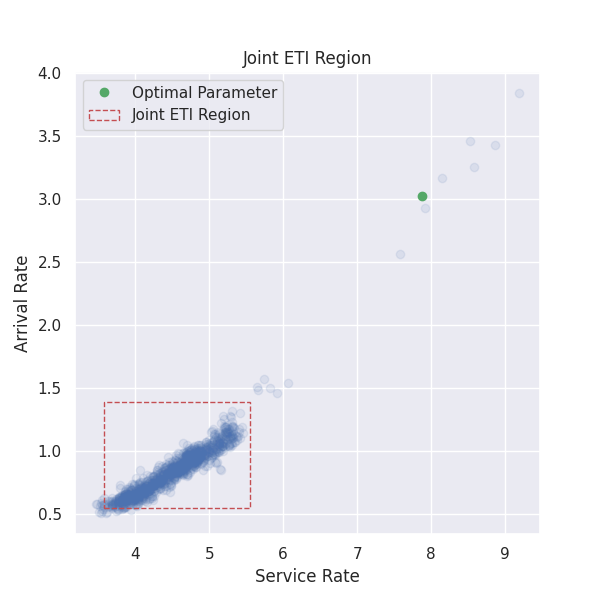 Joint ETI Region
Optimal Parameter
Joint ETI Region
4.0
3.5
3.0
2.5
2.0
1.5
1.0
0.5
Arrival Rate
4 5 6 7 8 9
Service Rate